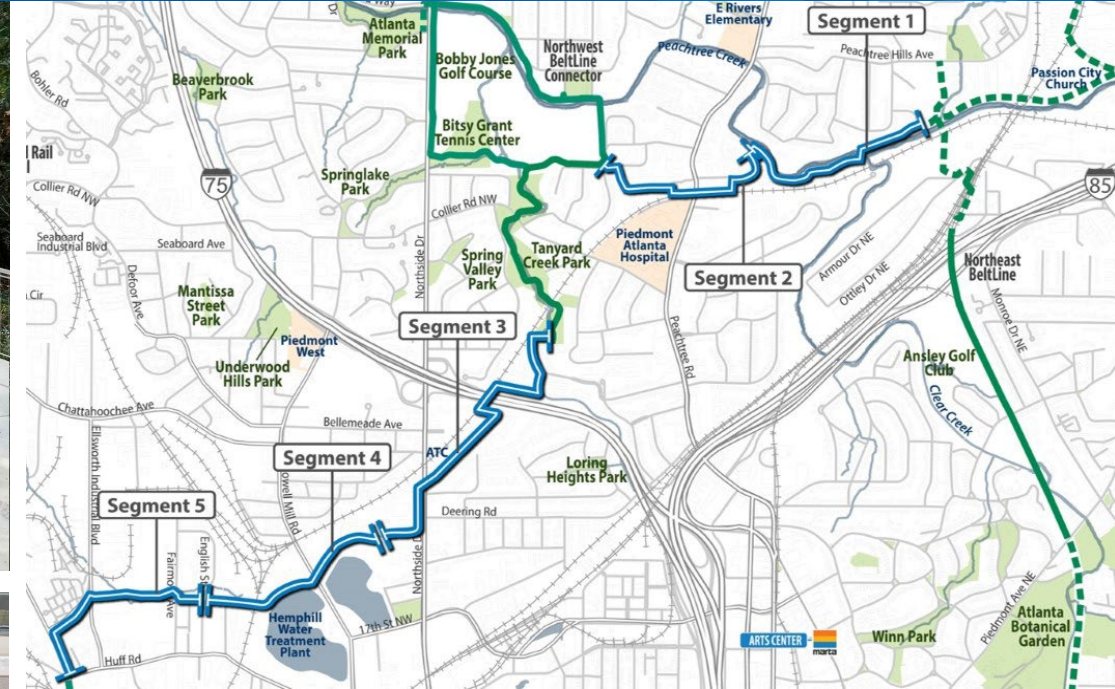 Way
Dr
Atlanta
Memorial
Park
Bobby Jones
Golf Course
Northwest
BeltLine
Connector
E Rivers
Elementary
Segment 1
Peachtree Creek
Peachtree Hills Ave
Passion City
Church
Bohler Rd
Beaverbrook
Park
Bitsy Grant
Tennis Center
Rail
75
Springlake
Park
85
Collier Rd NW
Collier Rd NW
Seaboard
Industrial Blvd
Seaboard Ave
Northside Dr
Spring
Valley
Park
Tanyard
Creek Park
Piedmont
Atlanta
Hospital
Segment 2
Armour Dr NE
Ottley Dr NE
Northeast
BeltLine
Monroe Dr NE
Cir
Defoor Ave
Mantissa
Street
Park
Segment 3
Piedmont
West
Underwood
Hills Park
Peachtree Rd
Ansley Golf
Club
Clear Creek
Chattahoochee Ave
Bellemeade Ave
Ellsworth Industrial Blvd
Segment 4
ATC
Loring
Heights Park
owell Mill Rd
Segment 5
Deering Rd
Fairmont Ave
English St
Northside D
Hemphill
Water
Treatment
Plant
17th St NW
Huff Rd
ARTS CENTER
marta
Winn Park
Piedmont Ave NE
Atlanta
Botanical
Garden